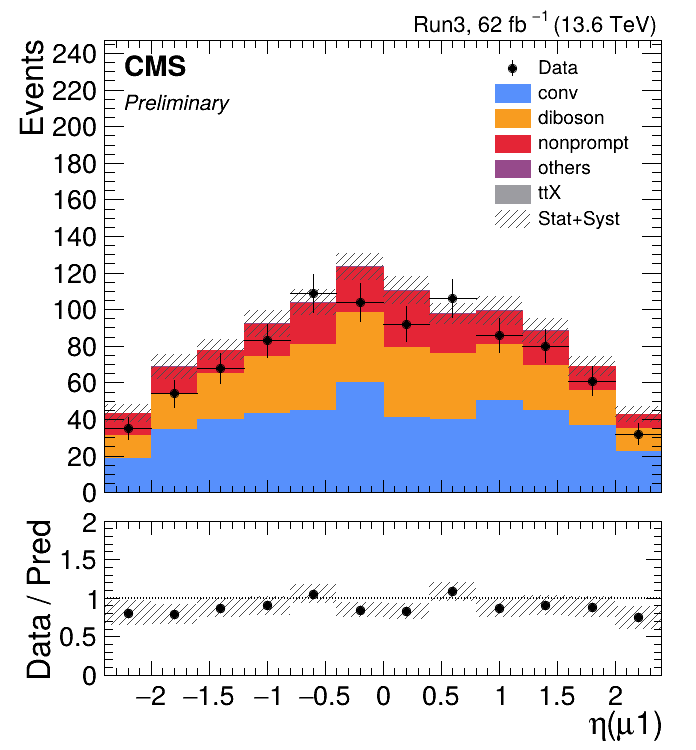 Run3, 62 fb⁻¹ (13.6 TeV)
CMS
Preliminary
Events
240
220
200
180
160
140
120
100
80
60
40
20
0
Data
conv
diboson
nonprompt
others
ttX
Stat+Syst
Data / Pred
2
1.5
1
0.5
0
−2 −1.5 −1 −0.5 0 0.5 1 1.5 2
η(μ1)